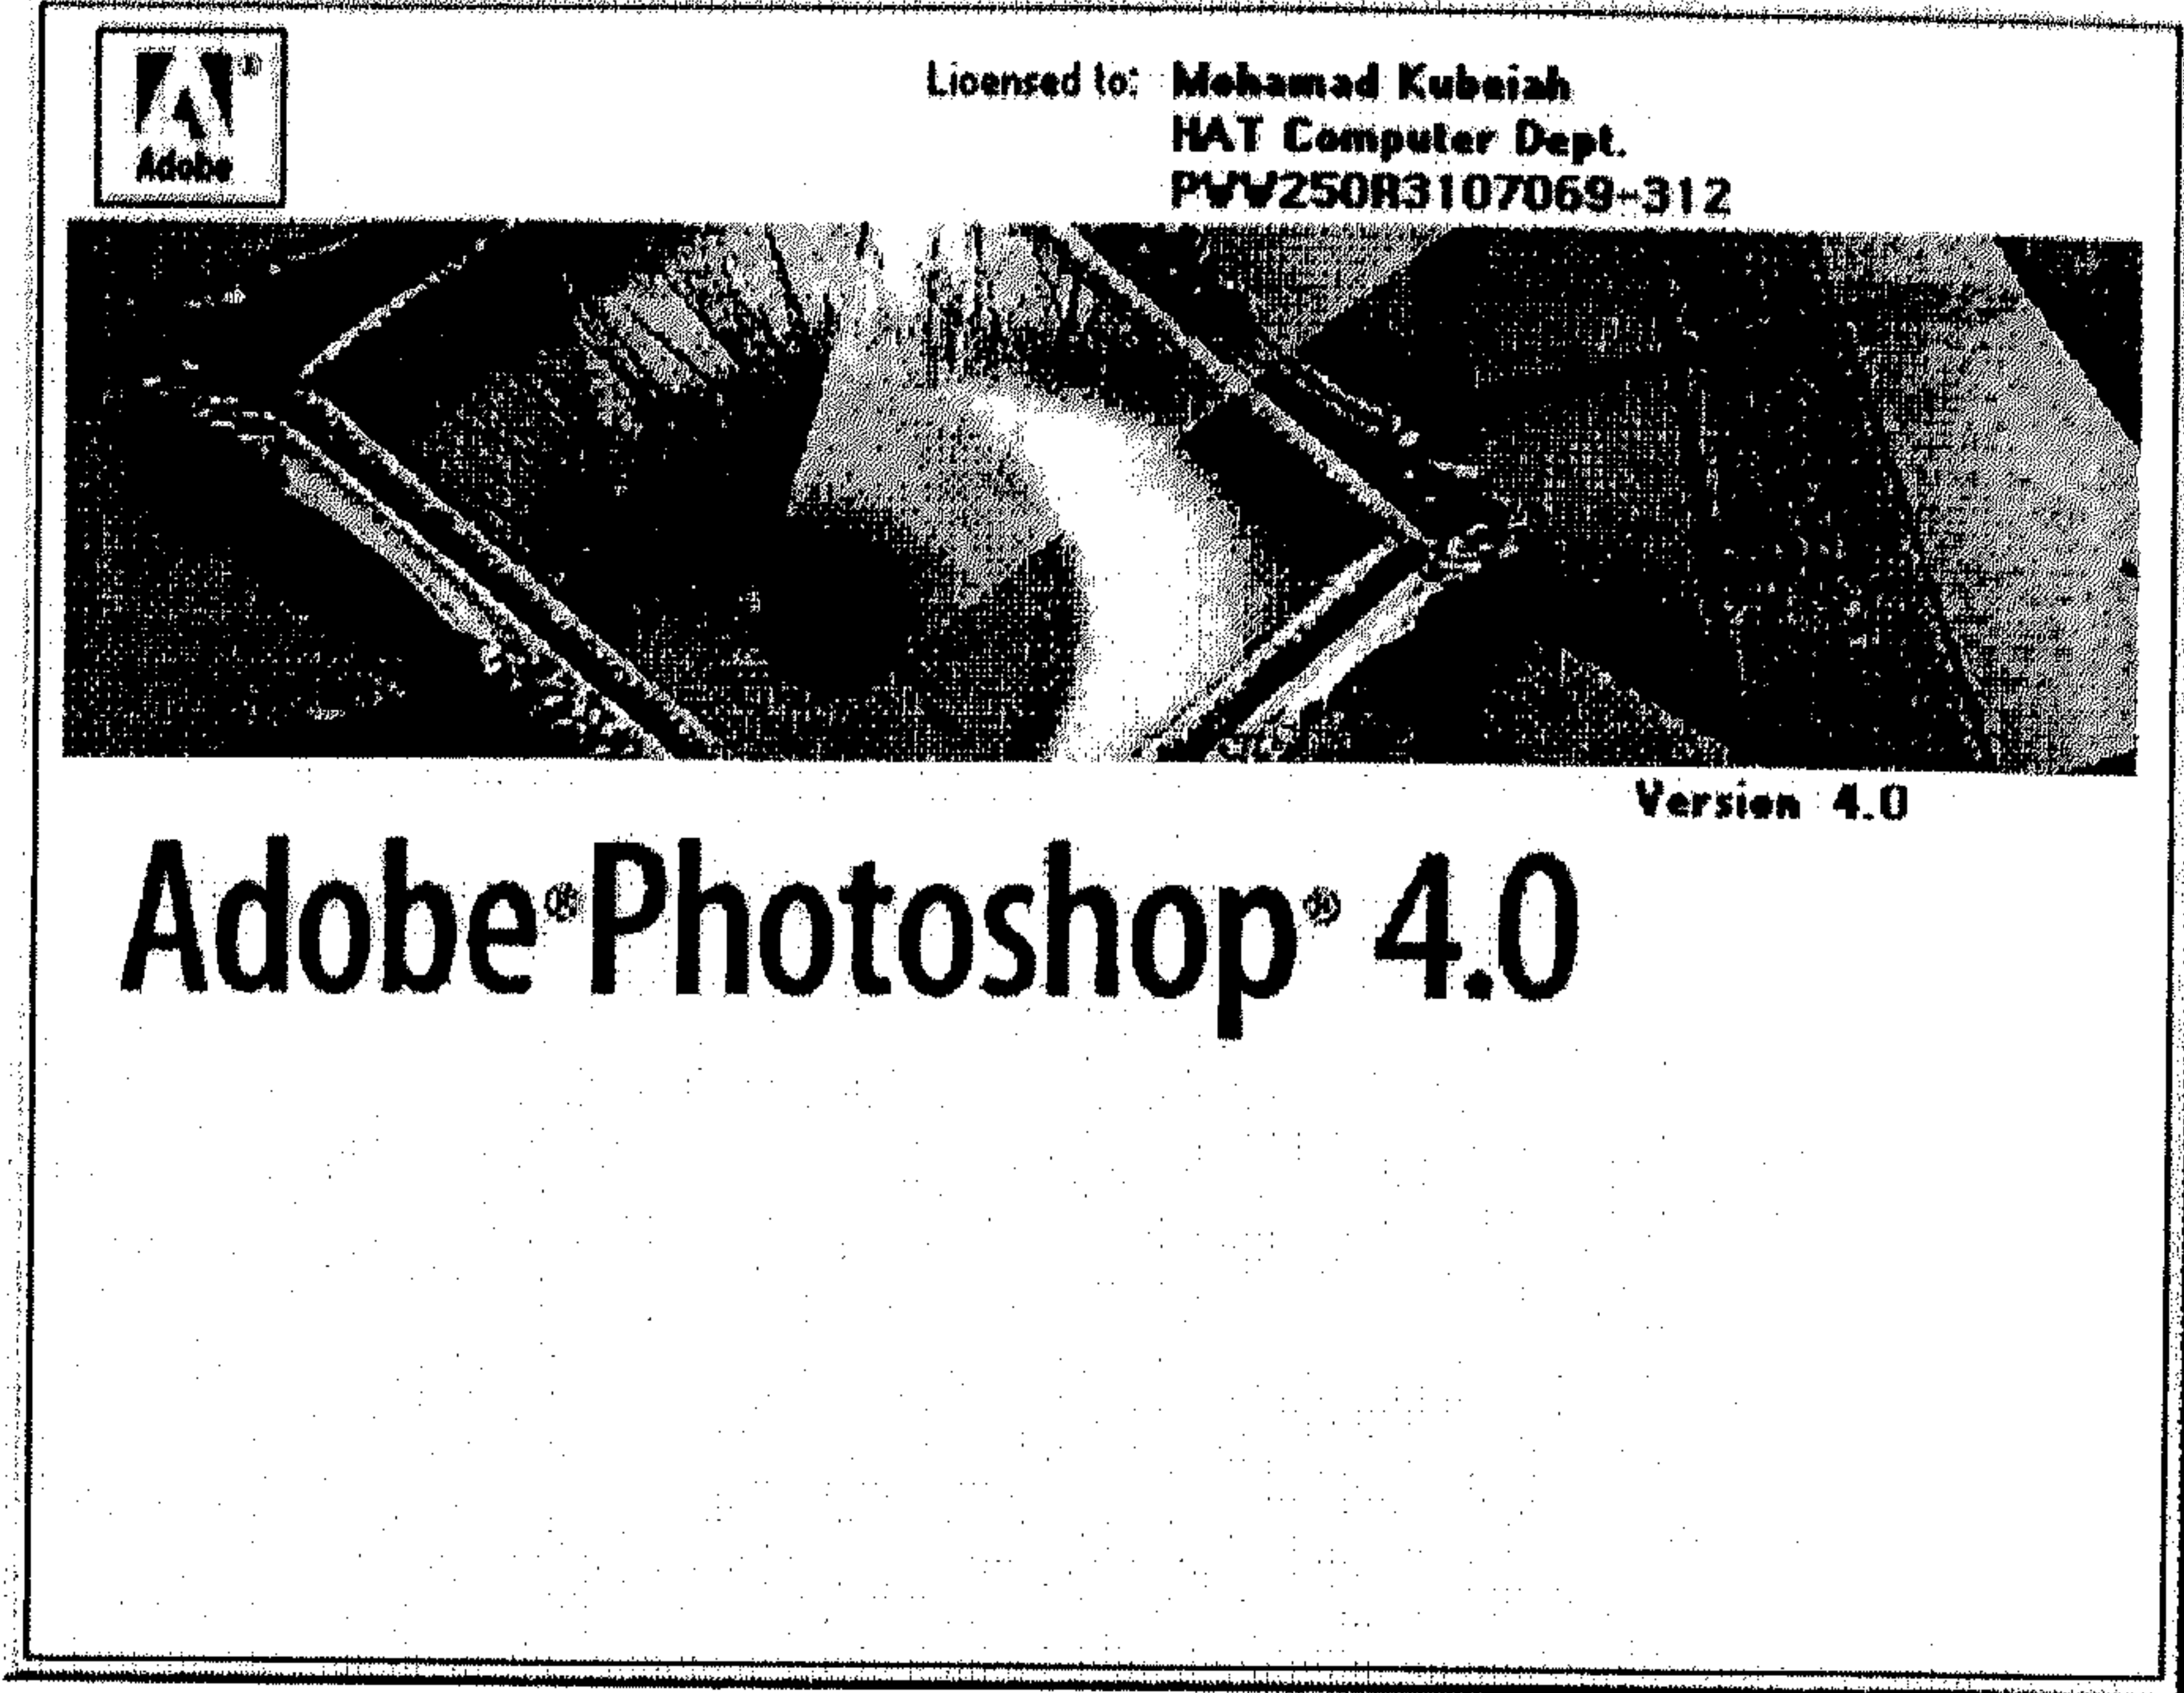 Adobe
Licensed to: Mohamad Kubeiah
HAT Computer Dept.
PWW250R3107069-312
Version 4.0
Adobe® Photoshop® 4.0